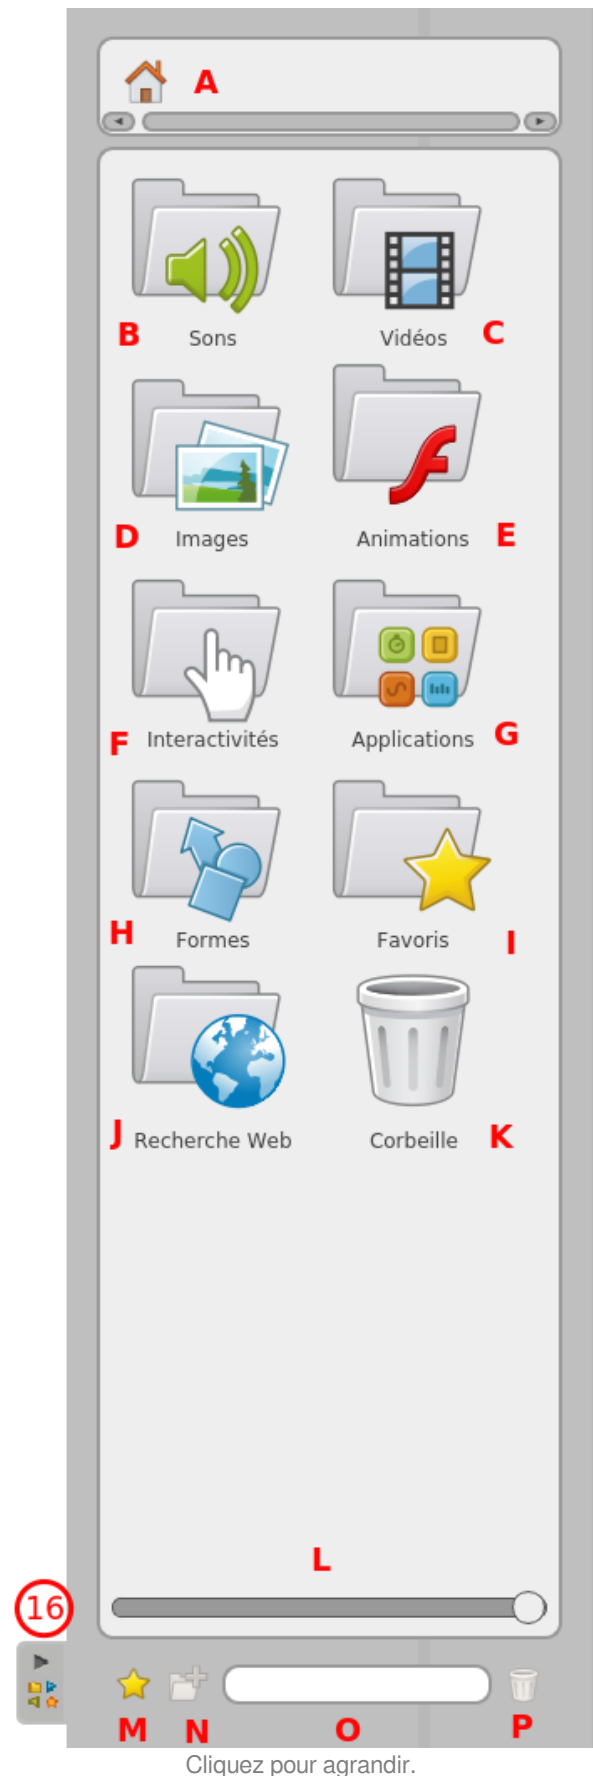 A
B Sons
Vidéos C
D Images
Animations E
F Interactivités
Applications G
H Formes
Favoris I
J Recherche Web
Corbeille K
L
16
M N O P
Cliquez pour agrandir.